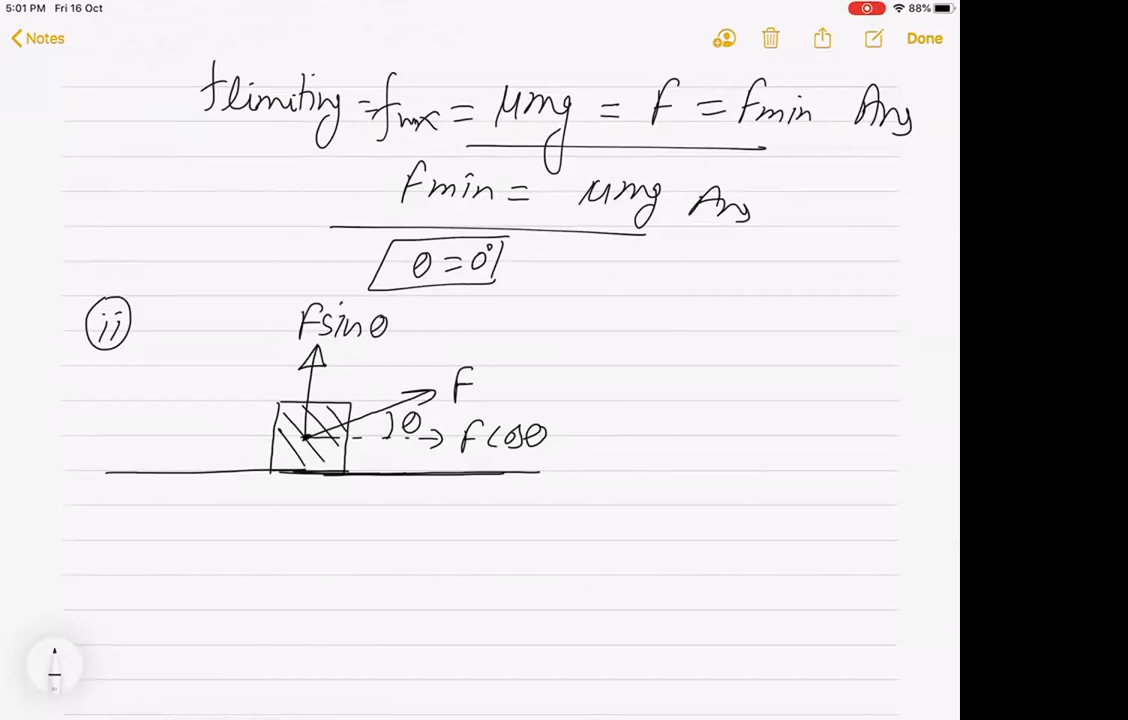 5:01 PM Fri 16 Oct 88%
Notes Done
flimiting = fmax = μmg = F = Fmin Ans
Fmin = μmg Ans
θ = 0°
ii
Fsinθ
F
θ
Fcosθ